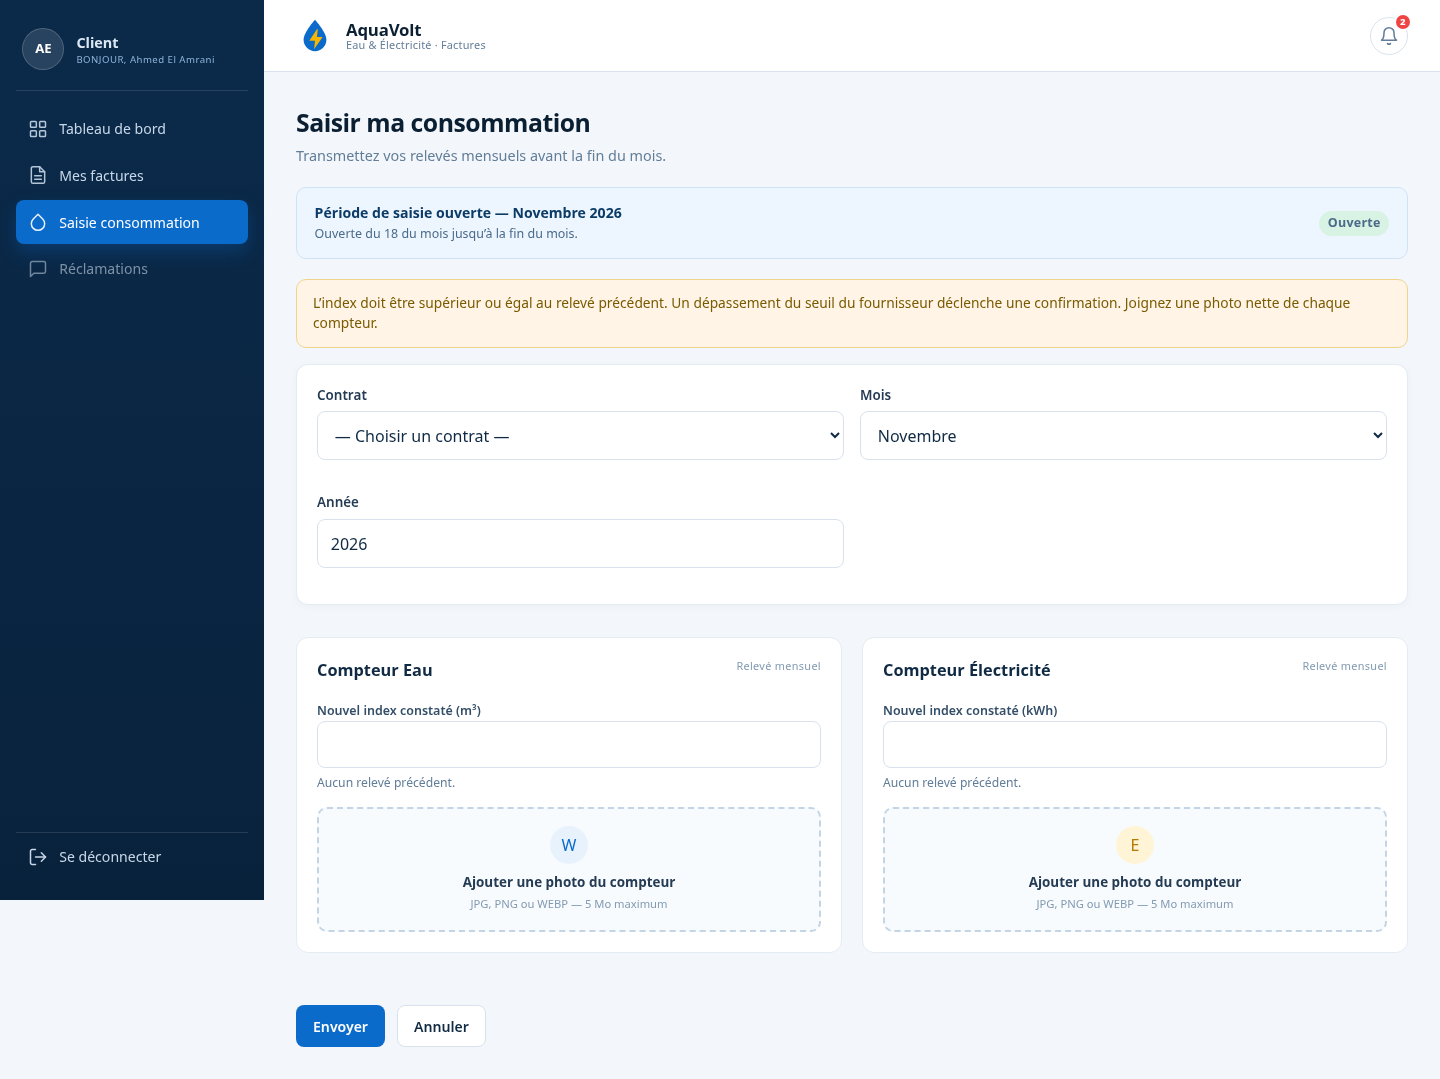 AE
Client
BONJOUR, Ahmed El Amrani
Tableau de bord
Mes factures
Saisie consommation
Réclamations
Se déconnecter
AquaVolt
Eau & Électricité · Factures
2
Saisir ma consommation
Transmettez vos relevés mensuels avant la fin du mois.
Période de saisie ouverte — Novembre 2026
Ouverte du 18 du mois jusqu’à la fin du mois.
Ouverte
L’index doit être supérieur ou égal au relevé précédent. Un dépassement du seuil du fournisseur déclenche une confirmation. Joignez une photo nette de chaque
compteur.
Contrat
— Choisir un contrat —
Mois
Novembre
Année
2026
Compteur Eau
Relevé mensuel
Nouvel index constaté (m³)
Aucun relevé précédent.
W
Ajouter une photo du compteur
JPG, PNG ou WEBP — 5 Mo maximum
Compteur Électricité
Relevé mensuel
Nouvel index constaté (kWh)
Aucun relevé précédent.
E
Ajouter une photo du compteur
JPG, PNG ou WEBP — 5 Mo maximum
Envoyer
Annuler